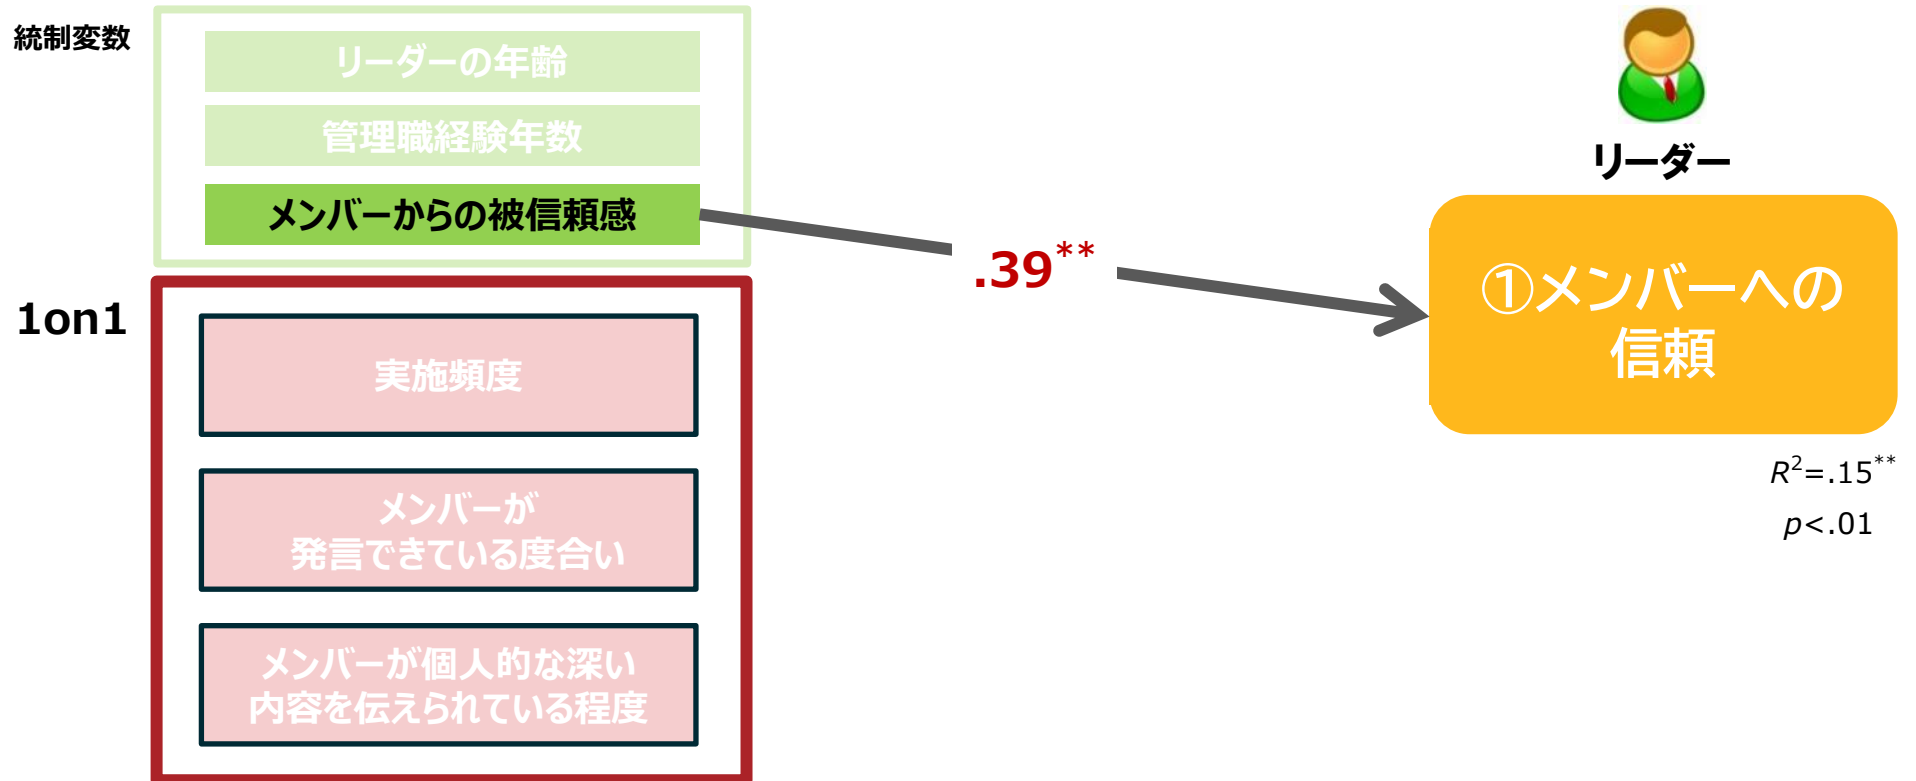 統制変数
リーダーの年齢
管理職経験年数
メンバーからの被信頼感
1on1
実施頻度
メンバーが
発言できている度合い
メンバーが個人的な深い
内容を伝えられている程度
.39**
リーダー
①メンバーへの
信頼
R²=.15**
p<.01